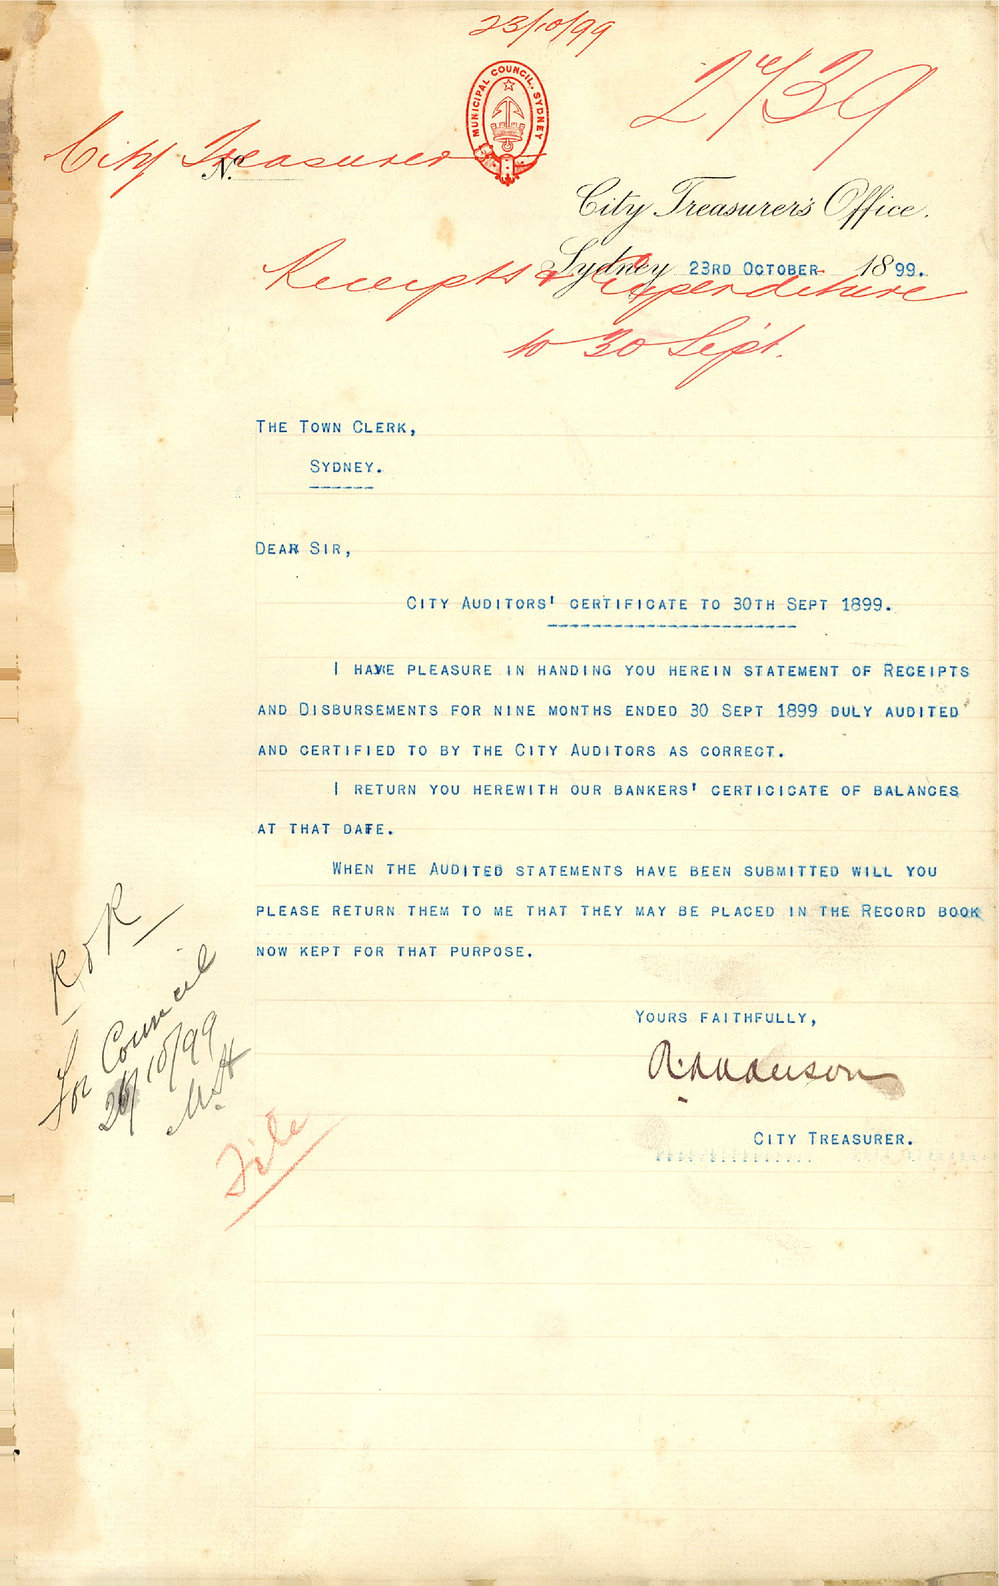 23/10/99
MUNICIPAL COUNCIL, SYDNEY
2739
City Treasurer
No.
City Treasurer's Office.
Sydney 23RD OCTOBER 1899.
Receipts & Expenditure
to 30 Sept.
THE TOWN CLERK,
SYDNEY.
DEAR SIR,
CITY AUDITORS' CERTIFICATE TO 30TH SEPT 1899.
I HAVE PLEASURE IN HANDING YOU HEREIN STATEMENT OF RECEIPTS
AND DISBURSEMENTS FOR NINE MONTHS ENDED 30 SEPT 1899 DULY AUDITED
AND CERTIFIED TO BY THE CITY AUDITORS AS CORRECT.
I RETURN YOU HEREWITH OUR BANKERS' CERTICICATE OF BALANCES
AT THAT DATE.
WHEN THE AUDITED STATEMENTS HAVE BEEN SUBMITTED WILL YOU
PLEASE RETURN THEM TO ME THAT THEY MAY BE PLACED IN THE RECORD BOOK
NOW KEPT FOR THAT PURPOSE.
YOURS FAITHFULLY,
CITY TREASURER.
For Council
26/10/99
File